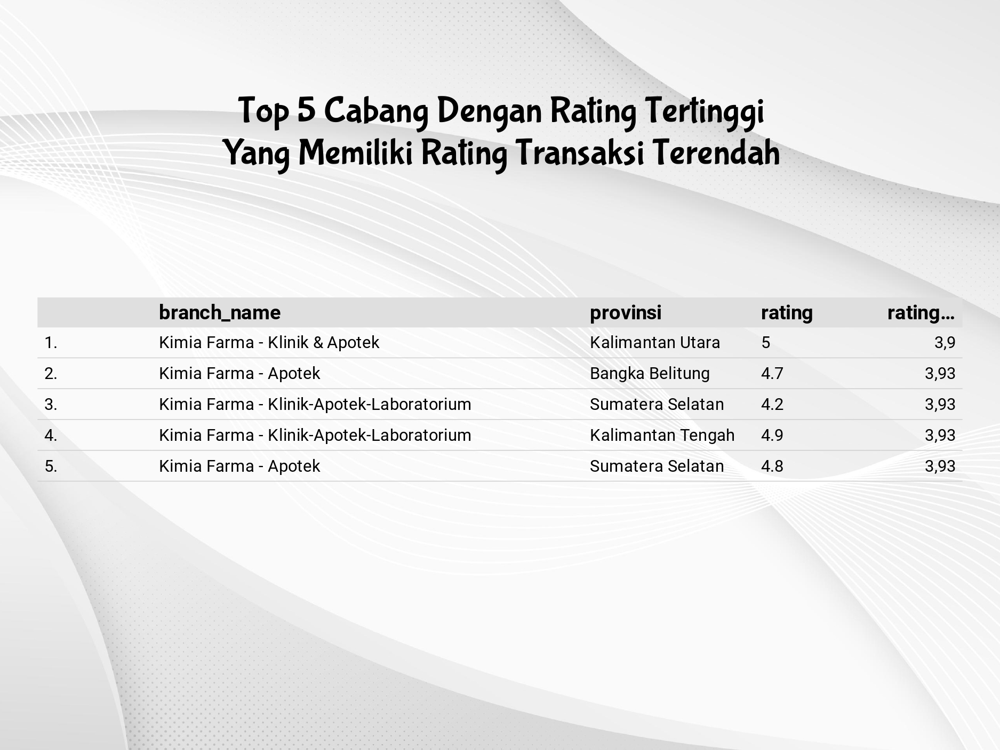 Top 5 Cabang Dengan Rating Tertinggi
Yang Memiliki Rating Transaksi Terendah
branch_name provinsi rating rating...
1. Kimia Farma - Klinik & Apotek Kalimantan Utara 5 3,9
2. Kimia Farma - Apotek Bangka Belitung 4.7 3,93
3. Kimia Farma - Klinik-Apotek-Laboratorium Sumatera Selatan 4.2 3,93
4. Kimia Farma - Klinik-Apotek-Laboratorium Kalimantan Tengah 4.9 3,93
5. Kimia Farma - Apotek Sumatera Selatan 4.8 3,93